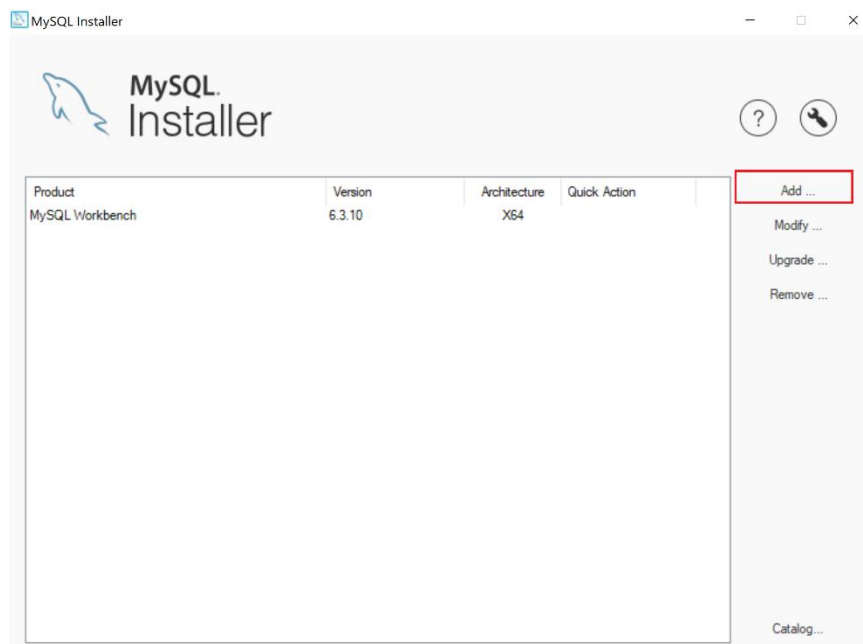 MySQL Installer
MySQL.
Installer
?
Product Version Architecture Quick Action
MySQL Workbench 6.3.10 X64
Add ...
Modify ...
Upgrade ...
Remove ...
Catalog...